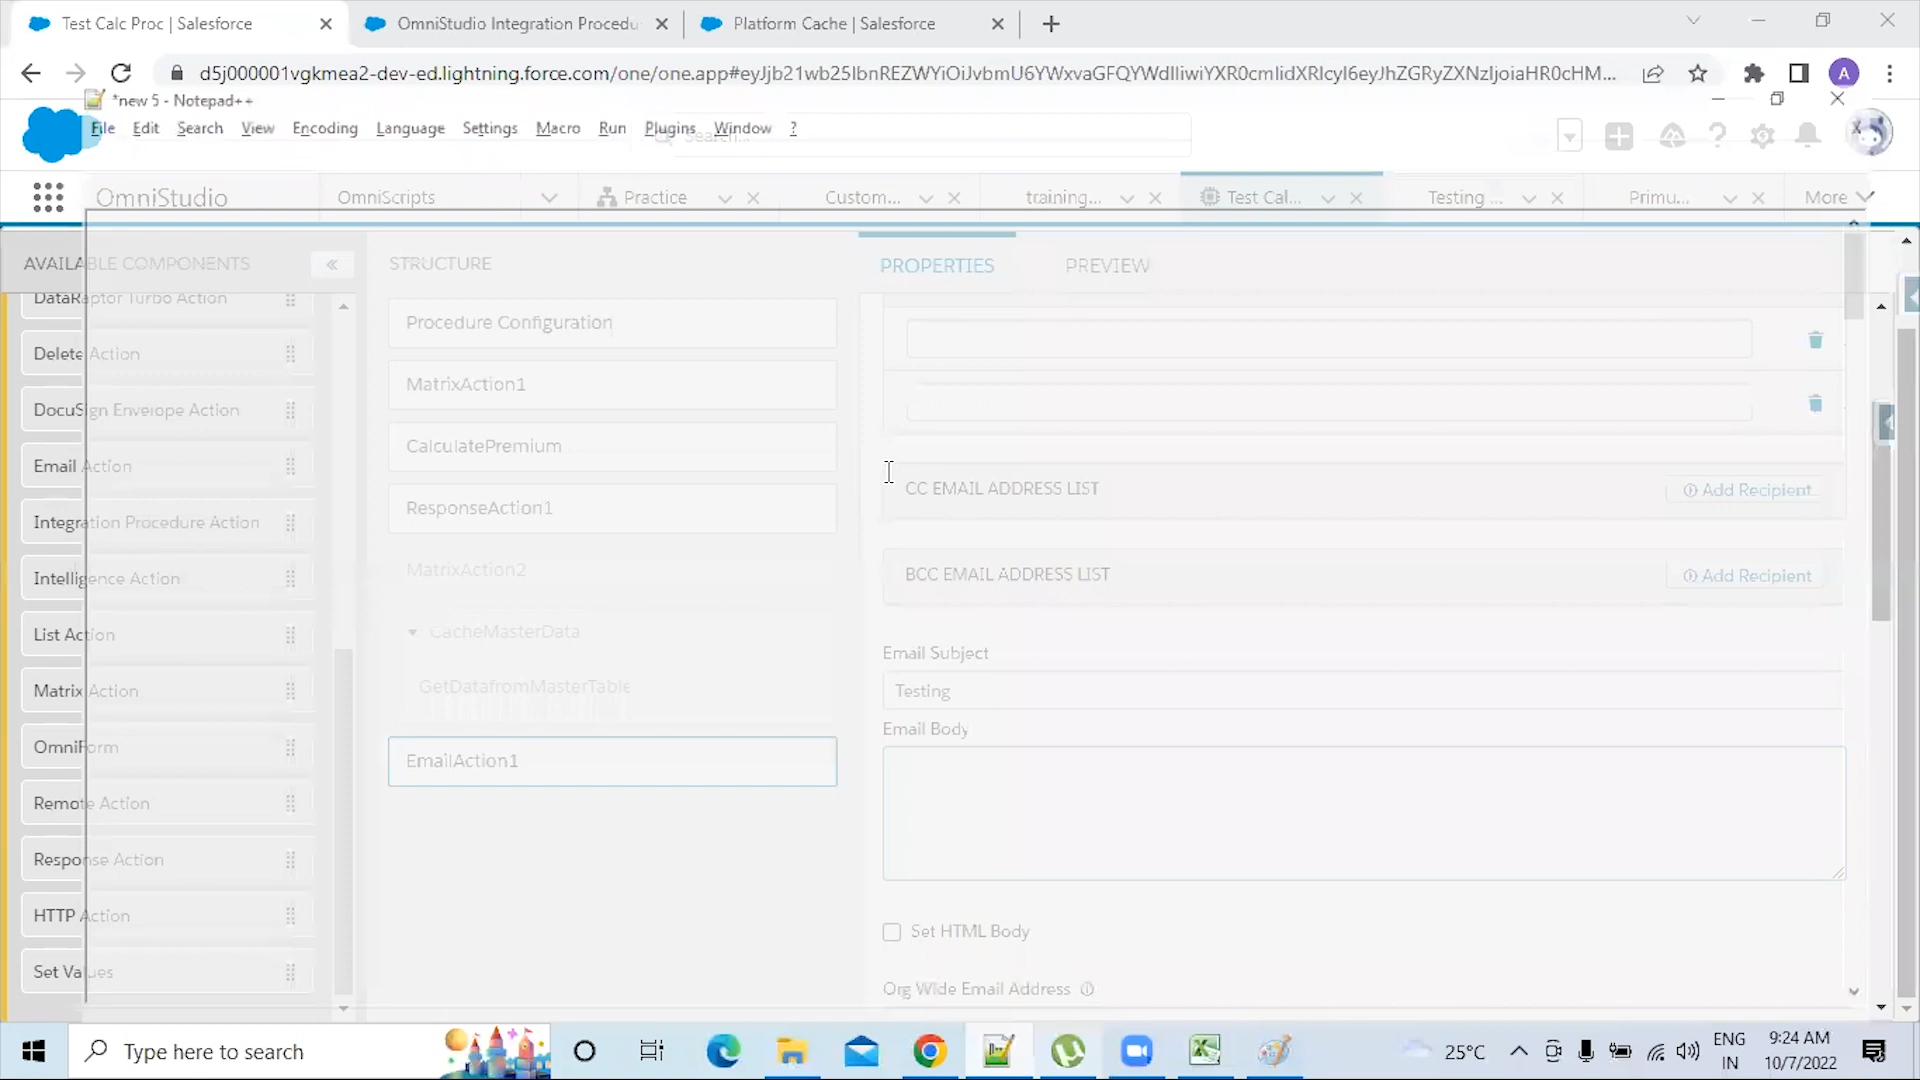 Test Calc Proc | Salesforce
OmniStudio Integration Procedu
Platform Cache | Salesforce
d5j000001vgkmea2-dev-ed.lightning.force.com/one/one.app#eyJjb21wb25lbnREZWYiOiJvbmU6YWxvaGFQYWdlIiwiYXR0cmlidXRlcyI6eyJhZGRyZXNzIjoiaHR0cHM...
A
*new 5 - Notepad++
File Edit Search View Encoding Language Settings Macro Run Plugins Window ?
Search...
OmniStudio
OmniScripts
Practice
Custom...
training...
Test Cal...
Testing ...
Primu...
More
AVAILABLE COMPONENTS
STRUCTURE
PROPERTIES
PREVIEW
DataRaptor Turbo Action
Delete Action
DocuSign Envelope Action
Email Action
Integration Procedure Action
Intelligence Action
List Action
Matrix Action
OmniForm
Remote Action
Response Action
HTTP Action
Set Values
Procedure Configuration
MatrixAction1
CalculatePremium
ResponseAction1
MatrixAction2
CacheMasterData
GetDatafromMasterTable
EmailAction1
CC EMAIL ADDRESS LIST
Add Recipient
BCC EMAIL ADDRESS LIST
Add Recipient
Email Subject
Testing
Email Body
Set HTML Body
Org Wide Email Address
Type here to search
25°C
ENG
IN
9:24 AM
10/7/2022